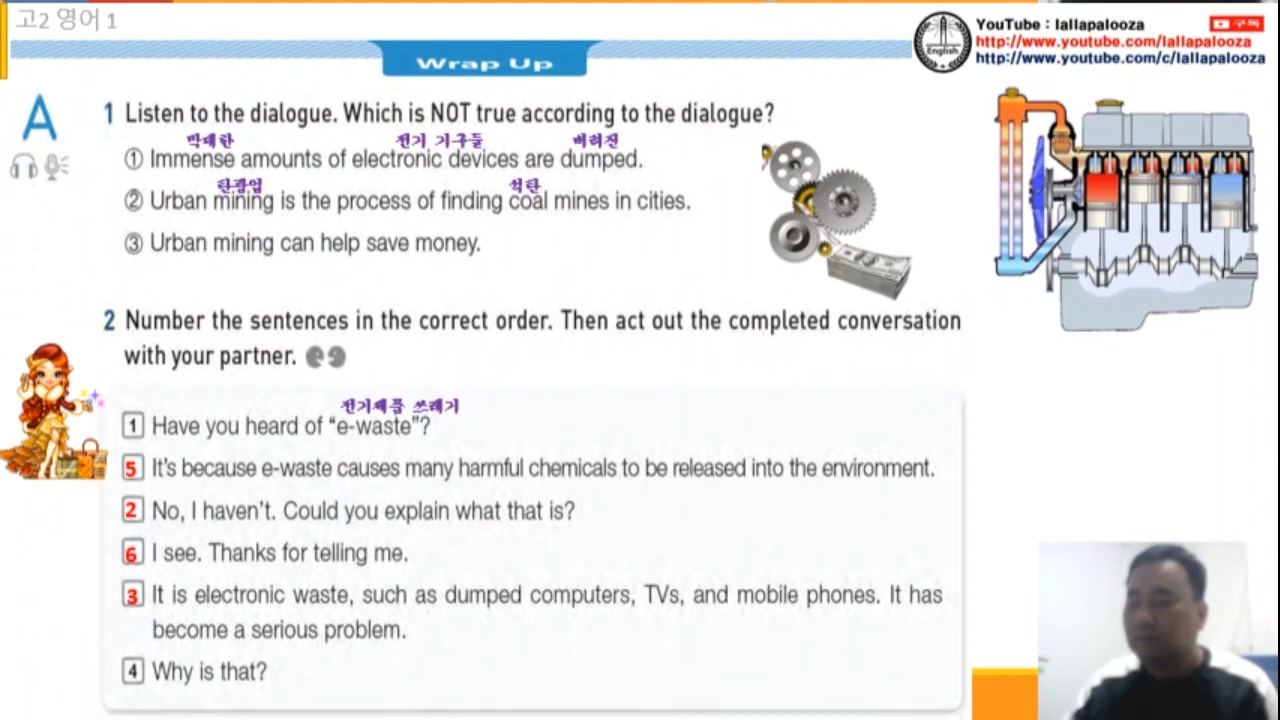 고2 영어 1
YouTube : lallapalooza
구독
http://www.youtube.com/lallapalooza
http://www.youtube.com/c/lallapalooza
English
Wrap Up
A
1 Listen to the dialogue. Which is NOT true according to the dialogue?
막대한 전기 기구들 버려진
① Immense amounts of electronic devices are dumped.
탄광업 석탄
② Urban mining is the process of finding coal mines in cities.
③ Urban mining can help save money.
2 Number the sentences in the correct order. Then act out the completed conversation
with your partner.
전기제품 쓰레기
1 Have you heard of “e-waste”?
5 It's because e-waste causes many harmful chemicals to be released into the environment.
2 No, I haven't. Could you explain what that is?
6 I see. Thanks for telling me.
3 It is electronic waste, such as dumped computers, TVs, and mobile phones. It has
become a serious problem.
4 Why is that?